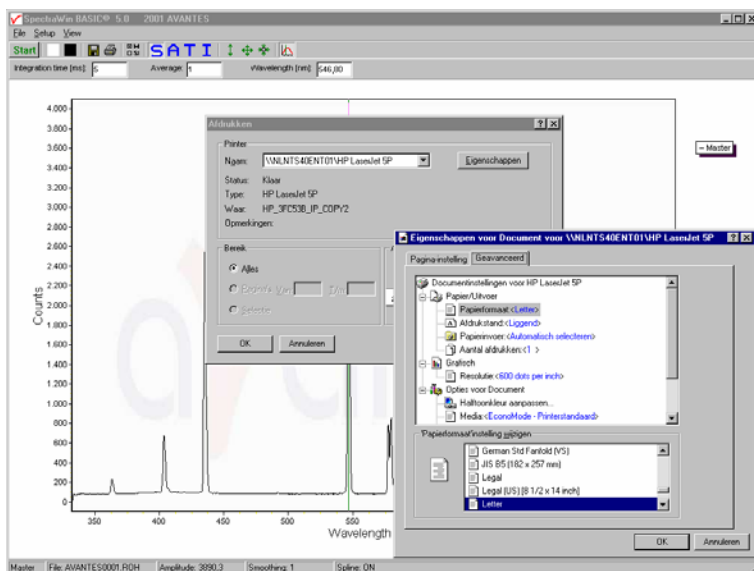 SpectraWin BASIC® 5.0 2001 AVANTES
File Setup View
Start S A T I
Integration time [ms]: 5 Average: 1 Wavelength [nm]: 546,00
Master
4.000
3.800
3.600
3.400
3.200
3.000
2.800
2.600
2.400
2.200
2.000
1.800
1.600
1.400
1.200
1.000
800
600
400
200
0
Counts
350 400 450 500 550
Wavelength
Afdrukken
Printer
Naam: \\NLNTS40ENT01\HP LaserJet 5P Eigenschappen
Status: Klaar
Type: HP LaserJet 5P
Waar: HP_3FC53B_IP_COPY2
Opmerkingen:
Bereik
Alles
Pagina's Van T/m
Selectie
OK Annuleren
Eigenschappen voor Document voor \\NLNTS40ENT01\HP LaserJet 5P
Pagina-instelling Geavanceerd
Documentinstellingen voor HP LaserJet 5P
Papier/Uitvoer
Papierformaat:<Letter>
Afdrukstand:<Liggend>
Papierinvoer:<Automatisch selecteren>
Aantal afdrukken:<1 >
Grafisch
Resolutie:<600 dots per inch>
Opties voor Document
Halftoonkleur aanpassen...
Media:<EconoMode - Printerstandaard>
'Papierformaat'instelling wijzigen
German Std Fanfold (VS)
JIS B5 (182 x 257 mm)
Legal
Legal (US) [8 1/2 x 14 inch]
Letter
OK Annuleren
Master File: AVANTES0001.ROH Amplitude: 3890,3 Smoothing: 1 Spline: ON